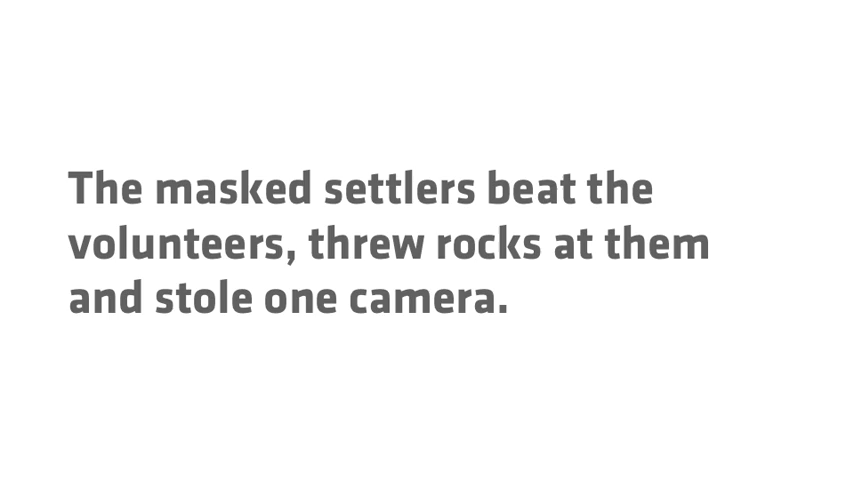 The masked settlers beat the
volunteers, threw rocks at them
and stole one camera.